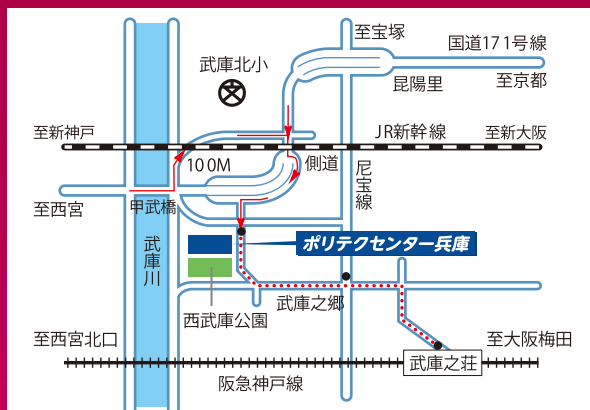 至宝塚
国道171号線
武庫北小
昆陽里
至京都
至新神戸
JR新幹線
至新大阪
100M
側道
尼宝線
至西宮
甲武橋
武庫川
ポリテクセンター兵庫
武庫之郷
西武庫公園
至西宮北口
至大阪梅田
武庫之荘
阪急神戸線